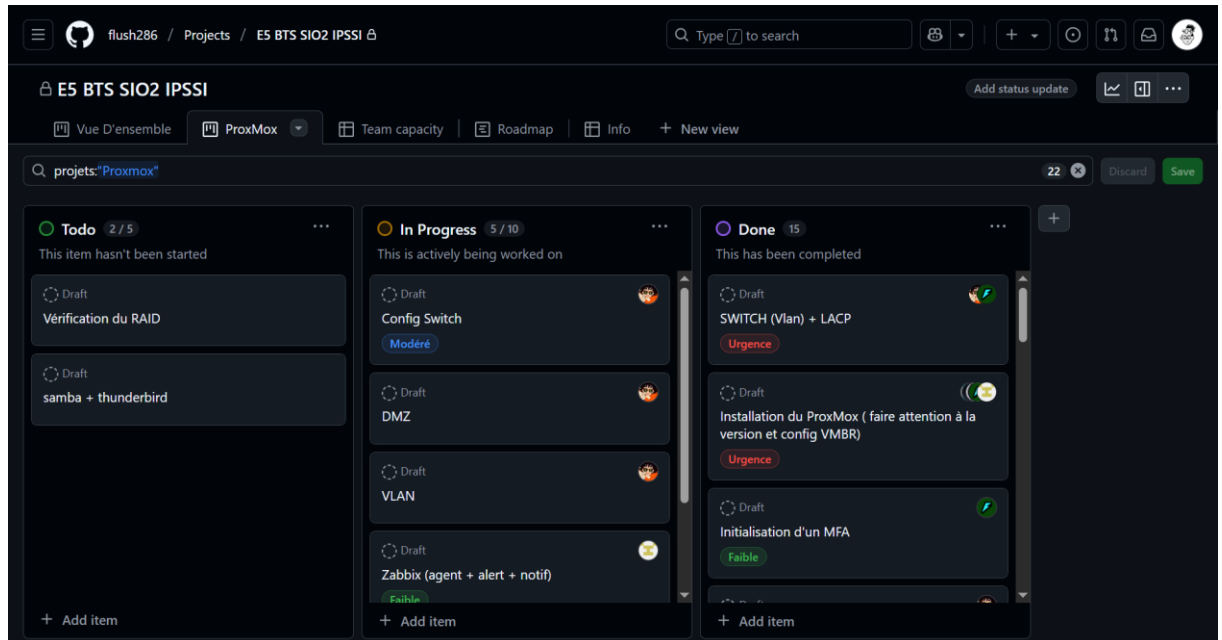 flush286 / Projects / E5 BTS SIO2 IPSSI
Type / to search
E5 BTS SIO2 IPSSI
Add status update
Vue D'ensemble
ProxMox
Team capacity
Roadmap
Info
+ New view
projets:"Proxmox"
22
Discard
Save
Todo 2 / 5
This item hasn't been started
Draft
Vérification du RAID
Draft
samba + thunderbird
+ Add item
In Progress 5 / 10
This is actively being worked on
Draft
Config Switch
Modéré
Draft
DMZ
Draft
VLAN
Draft
Zabbix (agent + alert + notif)
Faible
+ Add item
Done 15
This has been completed
Draft
SWITCH (Vlan) + LACP
Urgence
Draft
Installation du ProxMox ( faire attention à la
version et config VMBR)
Urgence
Draft
Initialisation d'un MFA
Faible
+ Add item